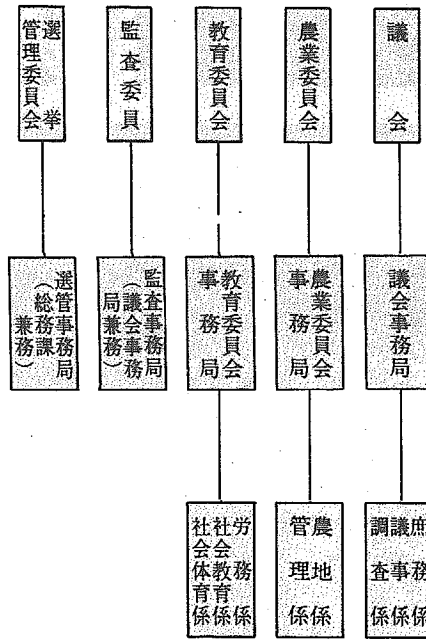 議会
農業委員会
教育委員会
監査委員
選挙
管理委員会
議会事務局
農業委員会
事務局
教育委員会
事務局
監査事務局
(議会事務
局兼務)
選管事務局
(総務課
兼務)
庶務係
議事係
調査係
農地係
管理係
労務係
社会教育係
社会体育係